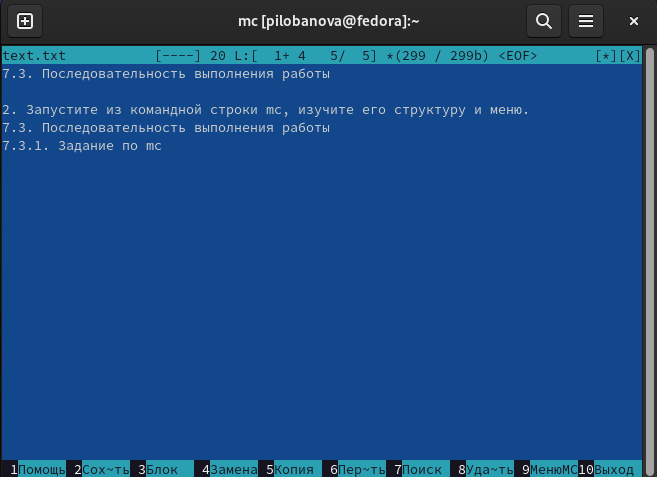 mc [pilobanova@fedora]:~
text.txt [----] 20 L:[ 1+ 4 5/ 5] *(299 / 299b) <EOF> [*][X]
7.3. Последовательность выполнения работы
2. Запустите из командной строки mc, изучите его структуру и меню.
7.3. Последовательность выполнения работы
7.3.1. Задание по mc
1Помощь 2Сох~ть 3Блок 4Замена 5Копия 6Пер~ть 7Поиск 8Уда~ть 9МенюMC 10Выход